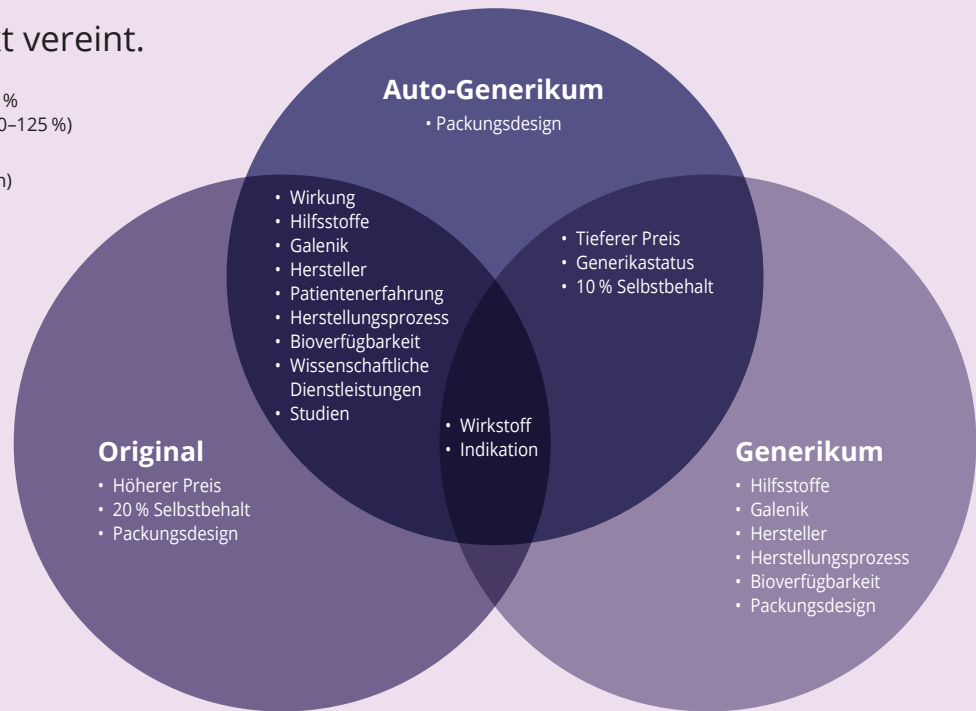 t vereint.
%
0–125 %)
n)
Auto-Generikum
• Packungsdesign
• Wirkung
• Hilfsstoffe
• Galenik
• Hersteller
• Patientenerfahrung
• Herstellungsprozess
• Bioverfügbarkeit
• Wissenschaftliche
Dienstleistungen
• Studien
• Tieferer Preis
• Generikastatus
• 10 % Selbstbehalt
• Wirkstoff
• Indikation
Original
• Höherer Preis
• 20 % Selbstbehalt
• Packungsdesign
Generikum
• Hilfsstoffe
• Galenik
• Hersteller
• Herstellungsprozess
• Bioverfügbarkeit
• Packungsdesign